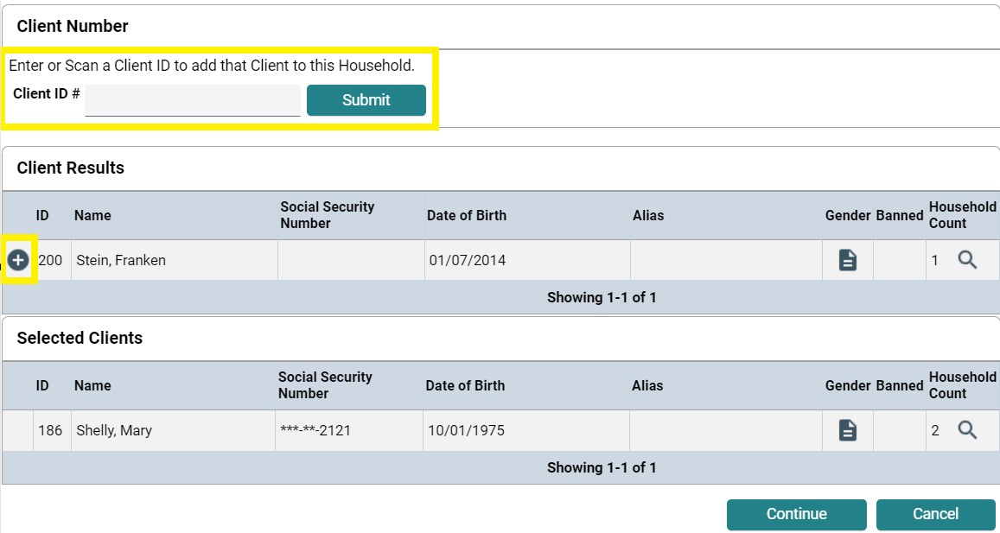 Client Number
Enter or Scan a Client ID to add that Client to this Household.
Client ID #
Submit
Client Results
ID Name Social Security Number Date of Birth Alias Gender Banned Household Count
200 Stein, Franken 01/07/2014 1
Showing 1-1 of 1
Selected Clients
ID Name Social Security Number Date of Birth Alias Gender Banned Household Count
186 Shelly, Mary ***-**-2121 10/01/1975 2
Showing 1-1 of 1
Continue Cancel